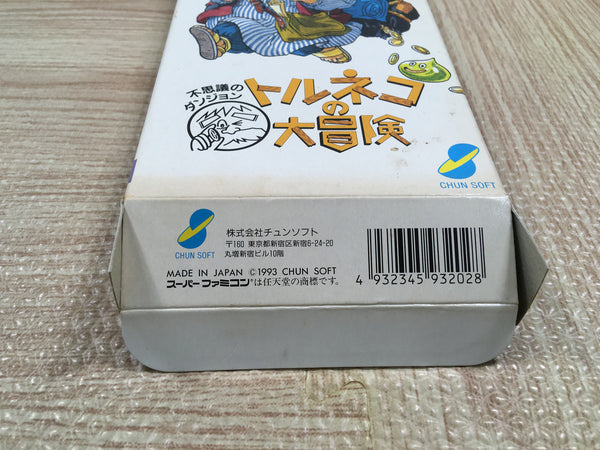 不思議の
ダンジョン
トルネコ
の
大冒険
CHUN SOFT
CHUN SOFT
株式会社チュンソフト
〒160 東京都新宿区新宿6-24-20
丸増新宿ビル10階
MADE IN JAPAN ©1993 CHUN SOFT
スーパーファミコン®は任天堂の商標です。
4 932345 932028